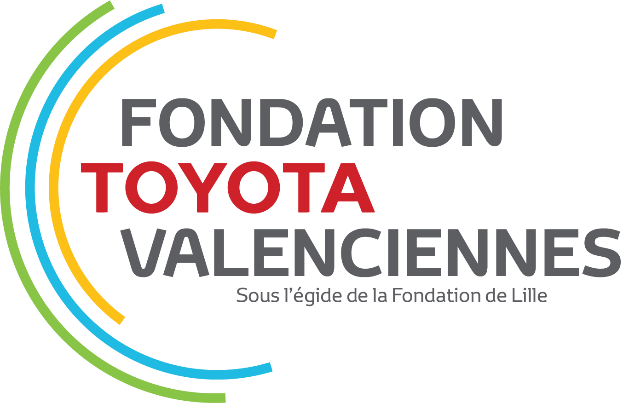 FONDATION
TOYOTA
VALENCIENNES
Sous l'égide de la Fondation de Lille